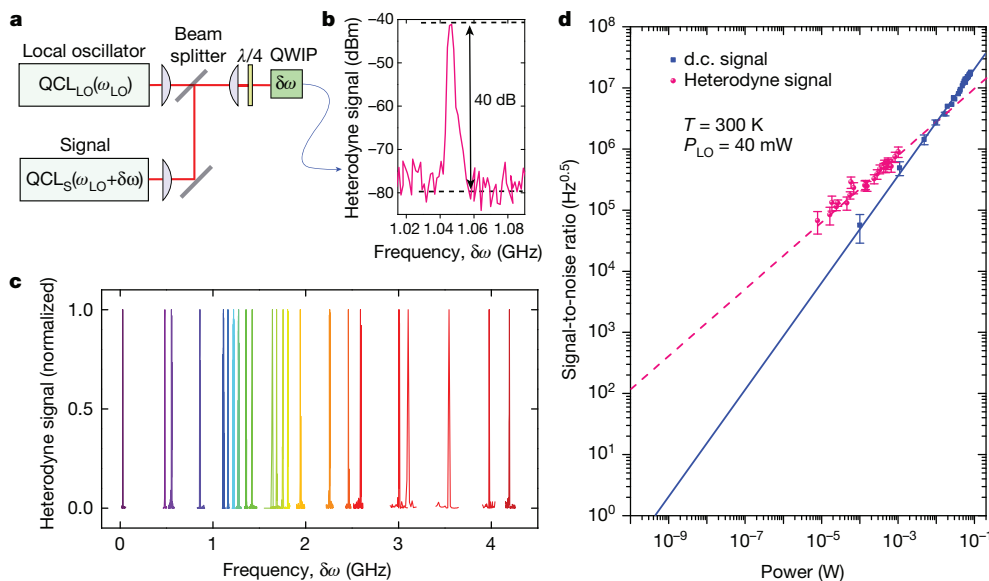 a
Local oscillator
QCL_LO(ω_LO)
Beam
splitter
λ/4
QWIP
δω
Signal
QCL_S(ω_LO+δω)
b
Heterodyne signal (dBm)
−40
−50
−60
−70
−80
40 dB
1.02 1.04 1.06 1.08
Frequency, δω (GHz)
c
Heterodyne signal (normalized)
1.0
0.5
0.0
0 1 2 3 4
Frequency, δω (GHz)
d
Signal-to-noise ratio (Hz^0.5)
10^8
10^7
10^6
10^5
10^4
10^3
10^2
10^1
10^0
d.c. signal
Heterodyne signal
T = 300 K
P_LO = 40 mW
10^−9 10^−7 10^−5 10^−3 10^−1
Power (W)